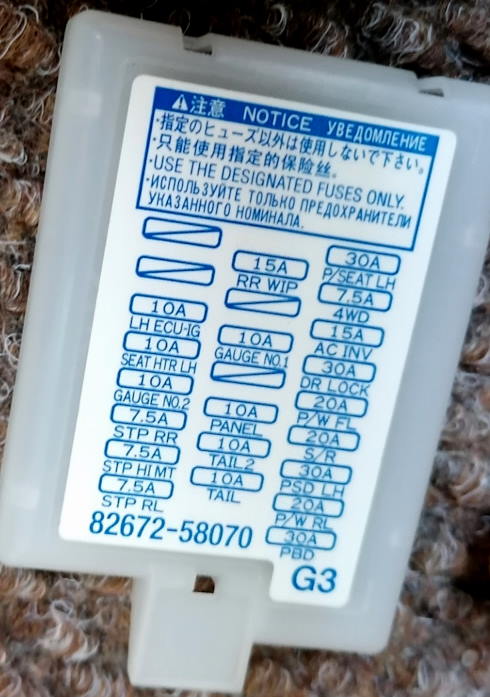 注意 NOTICE УВЕДОМЛЕНИЕ
・指定のヒューズ以外は使用しないで下さい。
・只能使用指定的保险丝。
・USE THE DESIGNATED FUSES ONLY.
・ИСПОЛЬЗУЙТЕ ТОЛЬКО ПРЕДОХРАНИТЕЛИ
УКАЗАННОГО НОМИНАЛА.
10A
LH ECU-IG
10A
SEAT HTR LH
10A
GAUGE NO.2
7.5A
STP RR
7.5A
STP HI MT
7.5A
STP RL
15A
RR WIP
10A
GAUGE NO.1
10A
PANEL
10A
TAIL2
10A
TAIL
30A
P/SEAT LH
7.5A
4WD
15A
AC INV
30A
DR LOCK
20A
P/W FL
20A
S/R
30A
PSD LH
20A
P/W RL
30A
PBD
82672-58070
G3